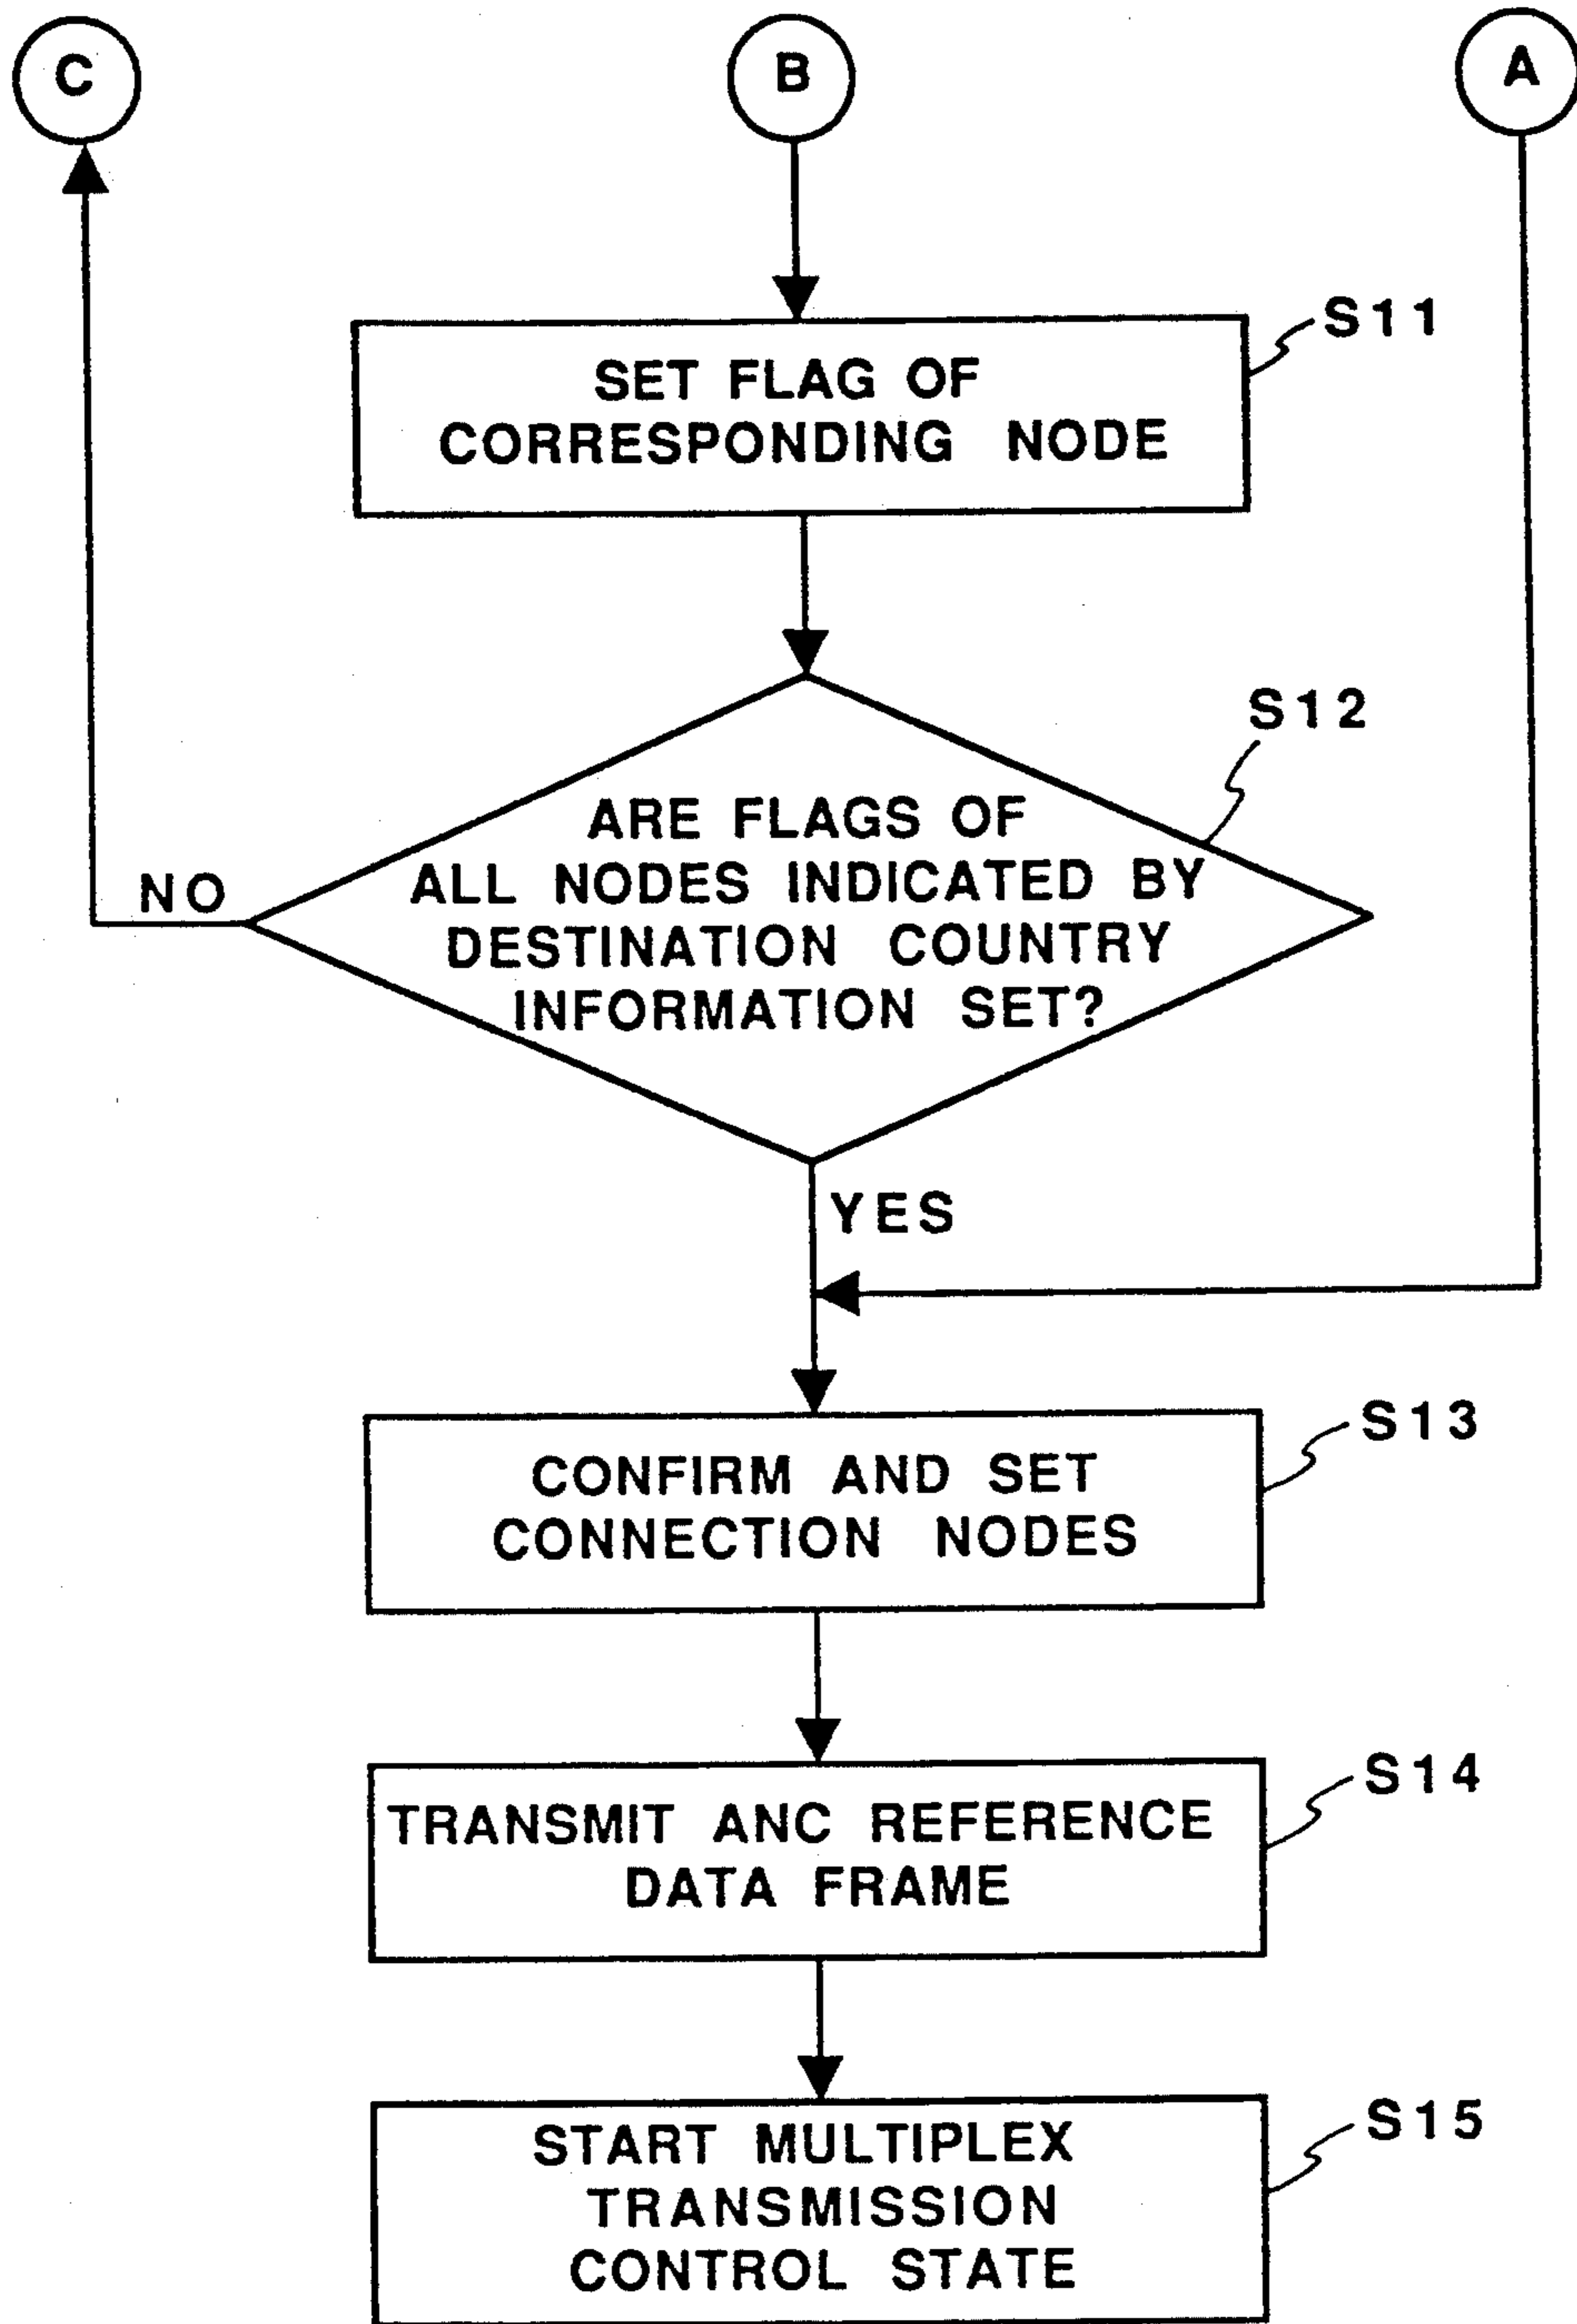 C
B
A
S11
SET FLAG OF
CORRESPONDING NODE
S12
ARE FLAGS OF
ALL NODES INDICATED BY
DESTINATION COUNTRY
INFORMATION SET?
NO
YES
S13
CONFIRM AND SET
CONNECTION NODES
S14
TRANSMIT ANC REFERENCE
DATA FRAME
S15
START MULTIPLEX
TRANSMISSION
CONTROL STATE